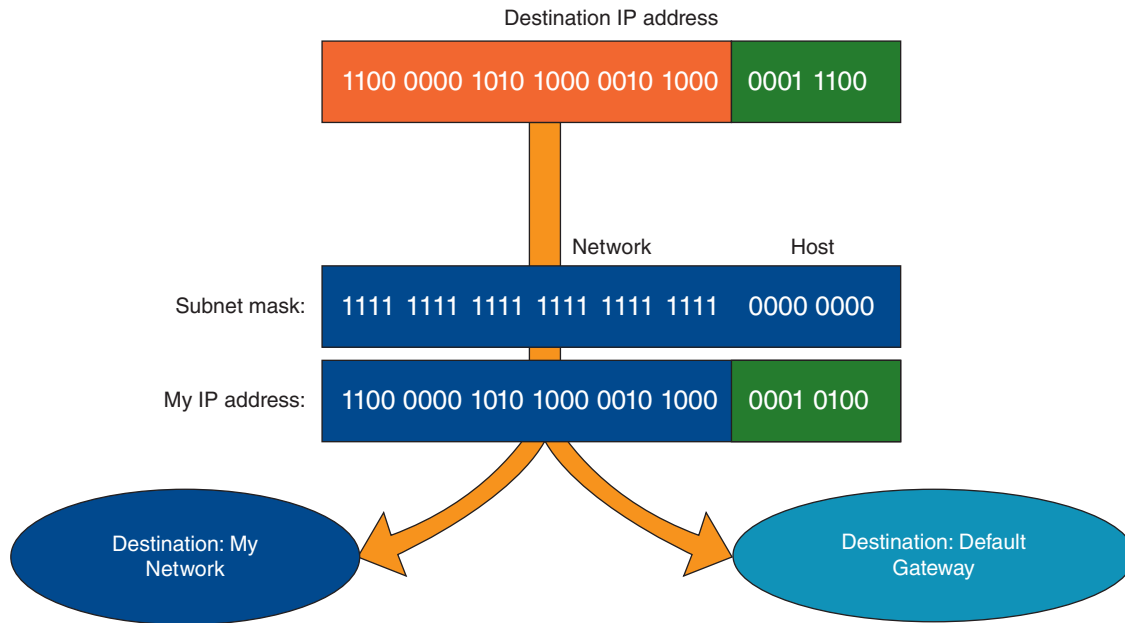 Destination IP address
1100 0000 1010 1000 0010 1000 0001 1100
Network Host
Subnet mask: 1111 1111 1111 1111 1111 1111 0000 0000
My IP address: 1100 0000 1010 1000 0010 1000 0001 0100
Destination: My
Network
Destination: Default
Gateway